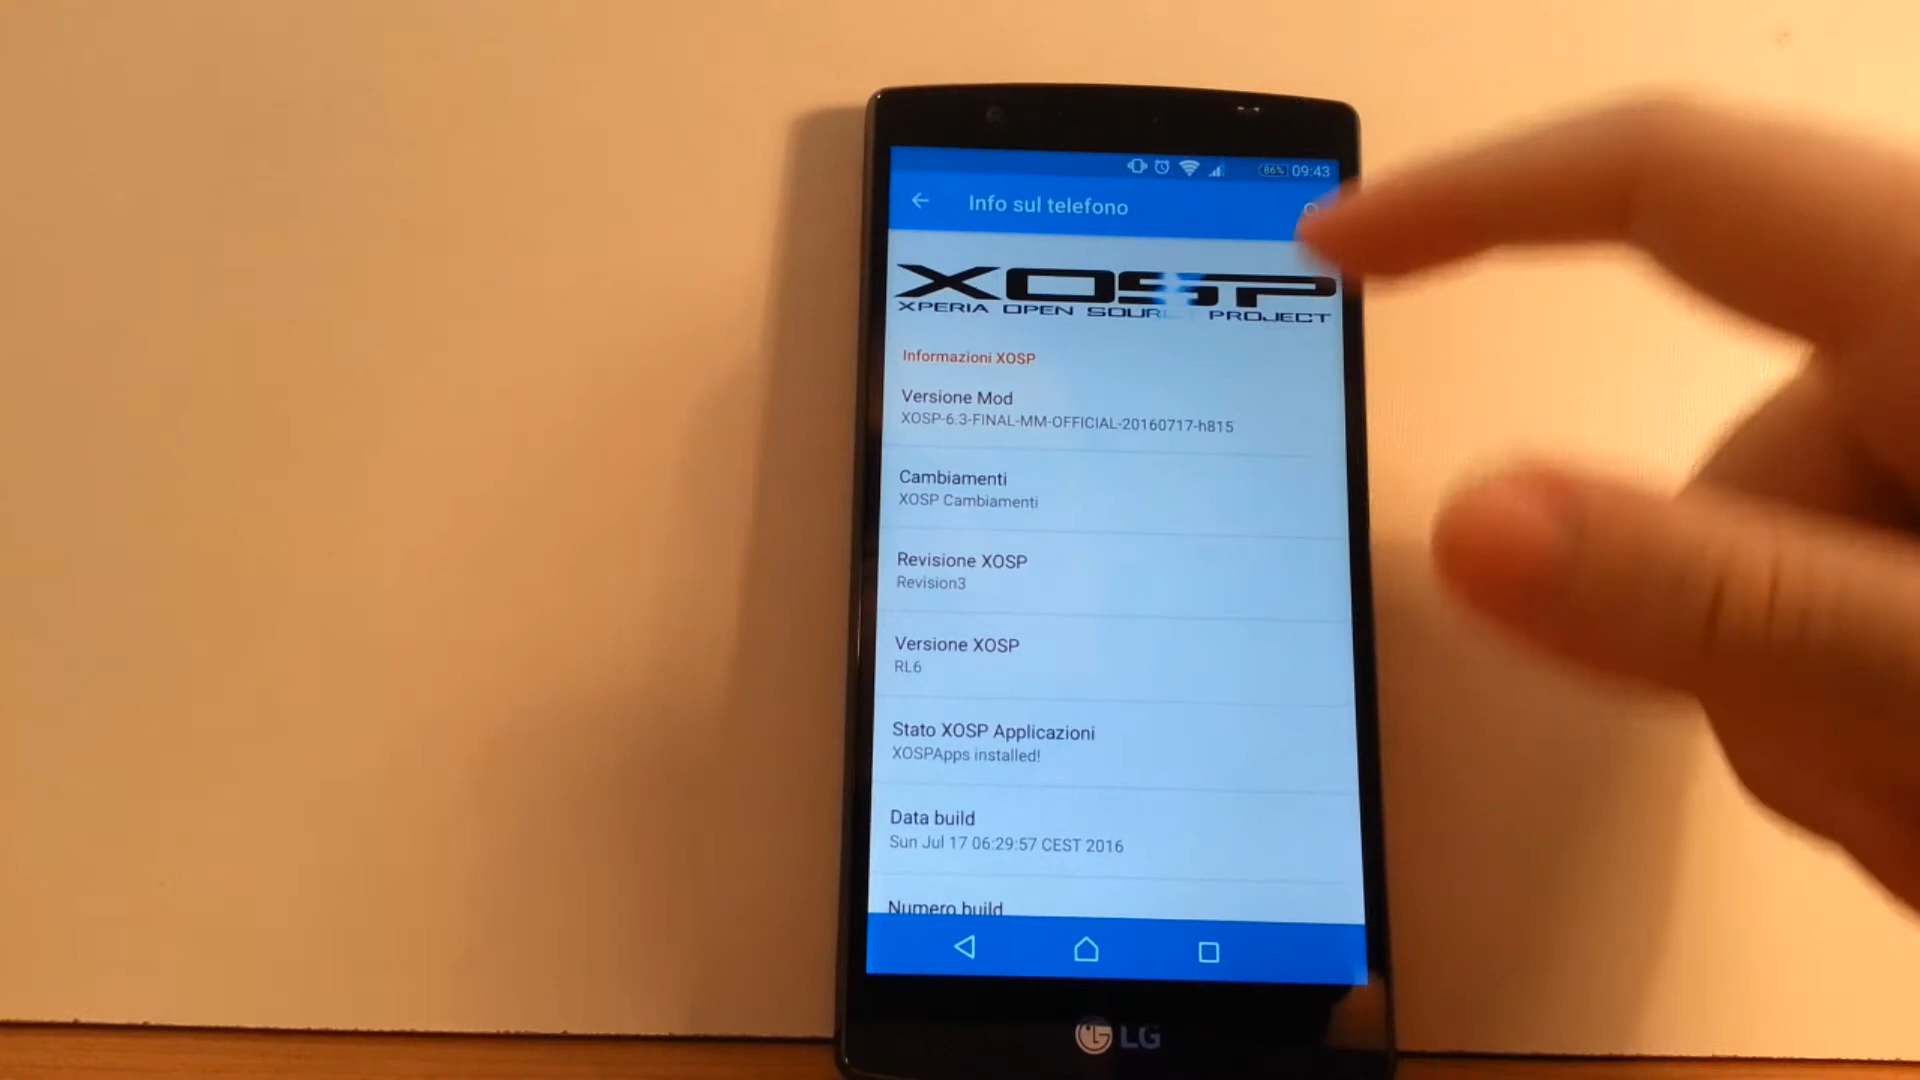 86% 09:43
Info sul telefono
XOSP
XPERIA OPEN SOURCE PROJECT
Informazioni XOSP
Versione Mod
XOSP-6.3-FINAL-MM-OFFICIAL-20160717-h815
Cambiamenti
XOSP Cambiamenti
Revisione XOSP
Revision3
Versione XOSP
RL6
Stato XOSP Applicazioni
XOSPApps installed!
Data build
Sun Jul 17 06:29:57 CEST 2016
Numero build
LG